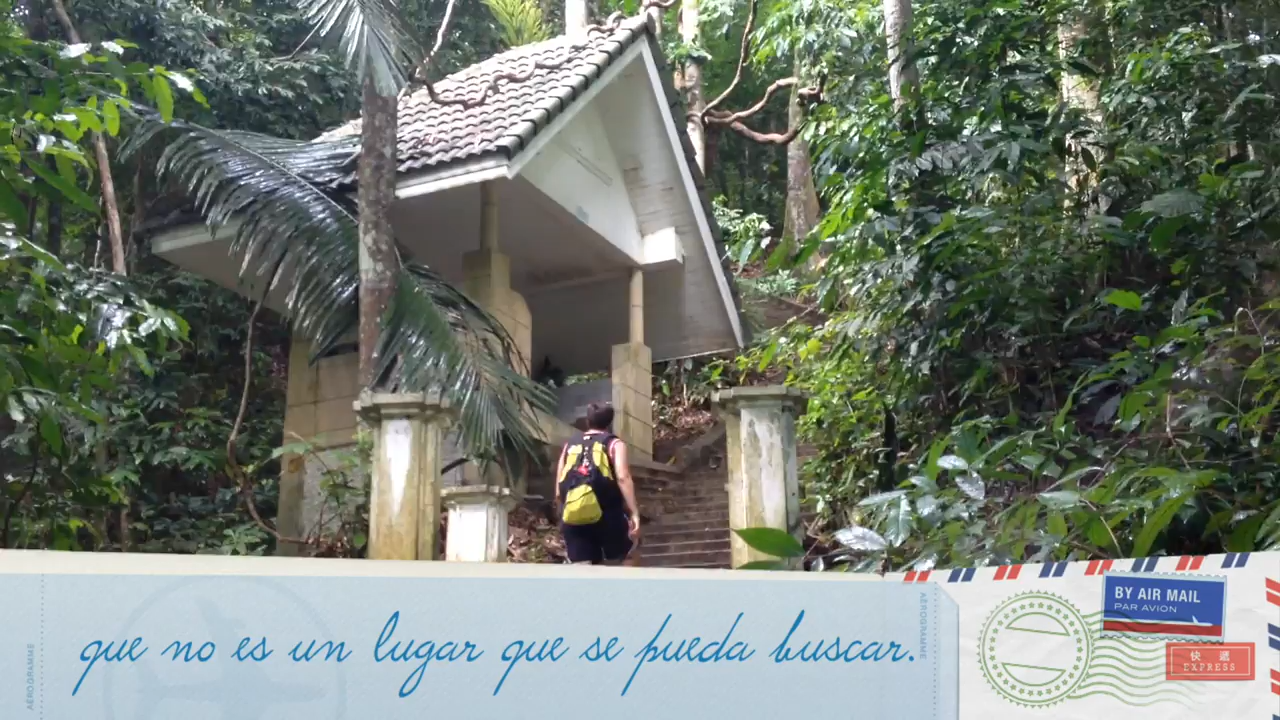 que no es un lugar que se pueda buscar.
AEROGRAMME
AEROGRAMME
BY AIR MAIL
PAR AVION
快遞
EXPRESS